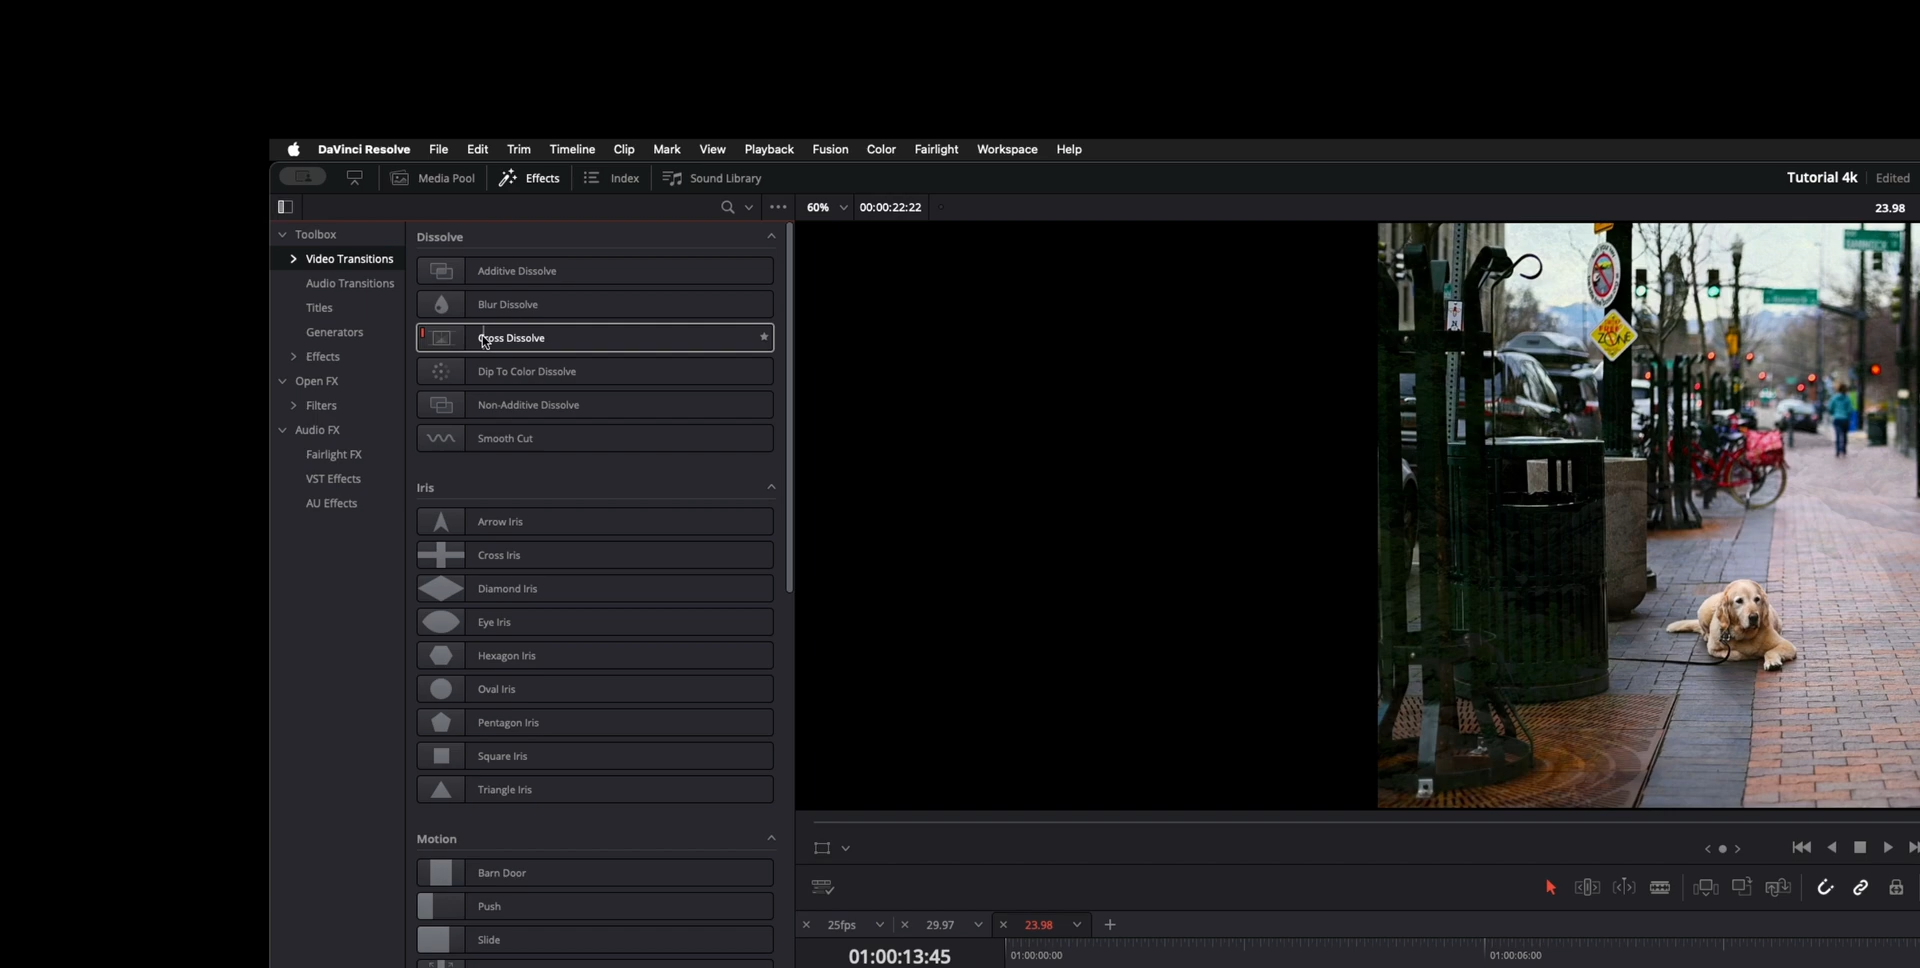 DaVinci Resolve File Edit Trim Timeline Clip Mark View Playback Fusion Color Fairlight Workspace Help
Media Pool Effects Index Sound Library Tutorial 4k Edited
60% 00:00:22:22 23.98
Toolbox
Video Transitions
Audio Transitions
Titles
Generators
Effects
Open FX
Filters
Audio FX
Fairlight FX
VST Effects
AU Effects
Dissolve
Additive Dissolve
Blur Dissolve
Cross Dissolve
Dip To Color Dissolve
Non-Additive Dissolve
Smooth Cut
Iris
Arrow Iris
Cross Iris
Diamond Iris
Eye Iris
Hexagon Iris
Oval Iris
Pentagon Iris
Square Iris
Triangle Iris
Motion
Barn Door
Push
Slide
ZONE
25fps 29.97 23.98
01:00:13:45 01:00:00:00 01:00:06:00